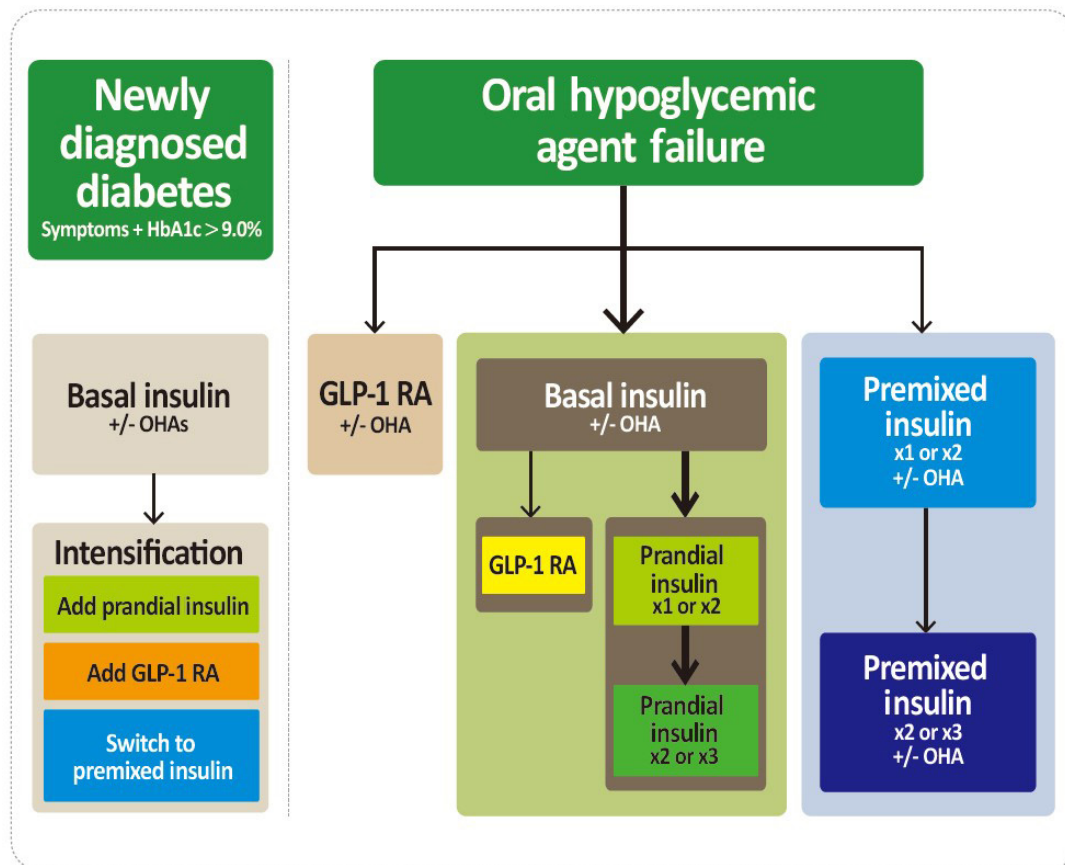 Newly
diagnosed
diabetes
Symptoms + HbA1c > 9.0%
Basal insulin
+/- OHAs
Intensification
Add prandial insulin
Add GLP-1 RA
Switch to
premixed insulin
Oral hypoglycemic
agent failure
GLP-1 RA
+/- OHA
Basal insulin
+/- OHA
GLP-1 RA
Prandial
insulin
x1 or x2
Prandial
insulin
x2 or x3
Premixed
insulin
x1 or x2
+/- OHA
Premixed
insulin
x2 or x3
+/- OHA